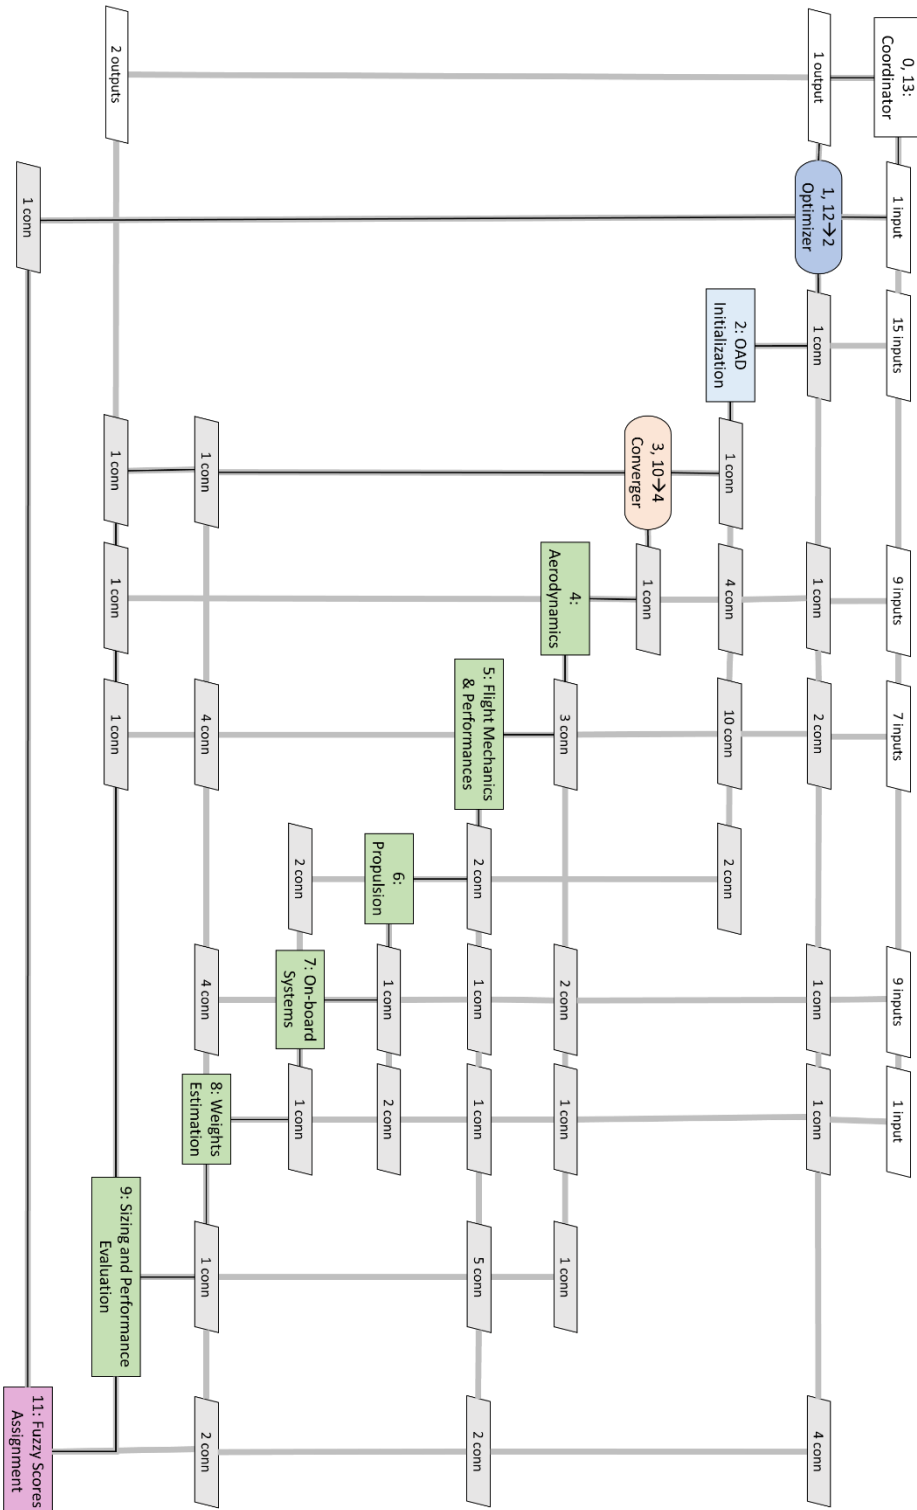 0, 13:
Coordinator
1 input
15 inputs
9 inputs
7 inputs
9 inputs
1 input
1 output
1, 12→2
Optimizer
1 conn
1 conn
2 conn
1 conn
1 conn
4 conn
2: OAD
Initialization
1 conn
4 conn
10 conn
2 conn
3, 10→4
Converger
1 conn
4:
Aerodynamics
3 conn
2 conn
1 conn
1 conn
5: Flight Mechanics
& Performances
2 conn
1 conn
1 conn
5 conn
2 conn
6:
Propulsion
1 conn
2 conn
2 conn
7: On-board
Systems
1 conn
1 conn
4 conn
4 conn
8: Weights
Estimation
1 conn
2 conn
2 outputs
1 conn
1 conn
1 conn
9: Sizing and Performance
Evaluation
1 conn
11: Fuzzy Scores
Assignment